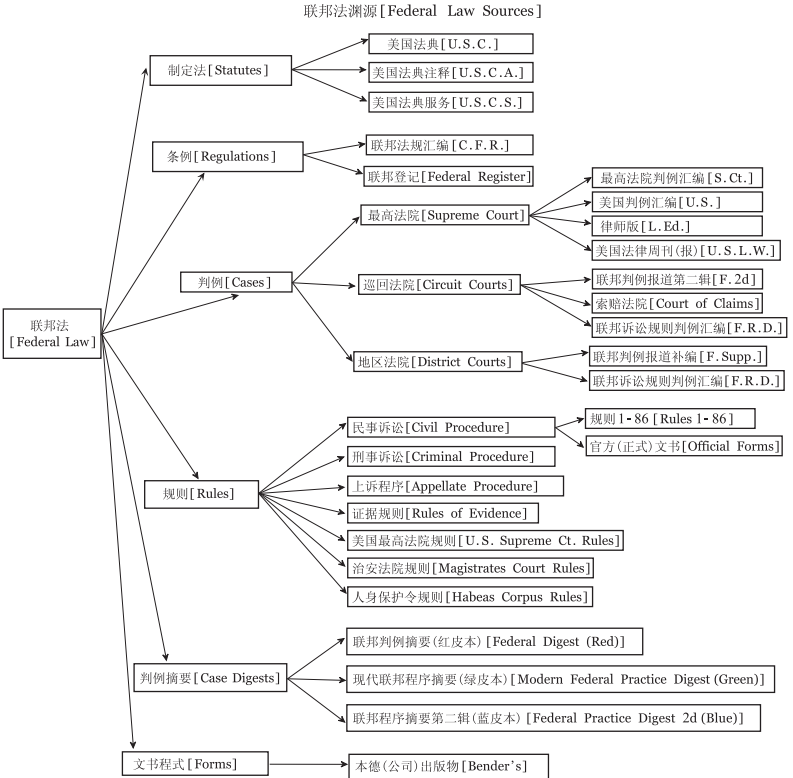 联邦法渊源[Federal Law Sources]
联邦法
[Federal Law]
制定法[Statutes]
美国法典[U.S.C.]
美国法典注释[U.S.C.A.]
美国法典服务[U.S.C.S.]
条例[Regulations]
联邦法规汇编[C.F.R.]
联邦登记[Federal Register]
判例[Cases]
最高法院[Supreme Court]
最高法院判例汇编[S.Ct.]
美国判例汇编[U.S.]
律师版[L.Ed.]
美国法律周刊(报)[U.S.L.W.]
巡回法院[Circuit Courts]
联邦判例报道第二辑[F.2d]
索赔法院[Court of Claims]
联邦诉讼规则判例汇编[F.R.D.]
地区法院[District Courts]
联邦判例报道补编[F.Supp.]
联邦诉讼规则判例汇编[F.R.D.]
规则[Rules]
民事诉讼[Civil Procedure]
规则1-86[Rules 1-86]
官方(正式)文书[Official Forms]
刑事诉讼[Criminal Procedure]
上诉程序[Appellate Procedure]
证据规则[Rules of Evidence]
美国最高法院规则[U.S. Supreme Ct. Rules]
治安法院规则[Magistrates Court Rules]
人身保护令规则[Habeas Corpus Rules]
判例摘要[Case Digests]
联邦判例摘要(红皮本)[Federal Digest (Red)]
现代联邦程序摘要(绿皮本)[Modern Federal Practice Digest(Green)]
联邦程序摘要第二辑(蓝皮本)[Federal Practice Digest 2d(Blue)]
文书程式[Forms]
本德(公司)出版物[Bender's]